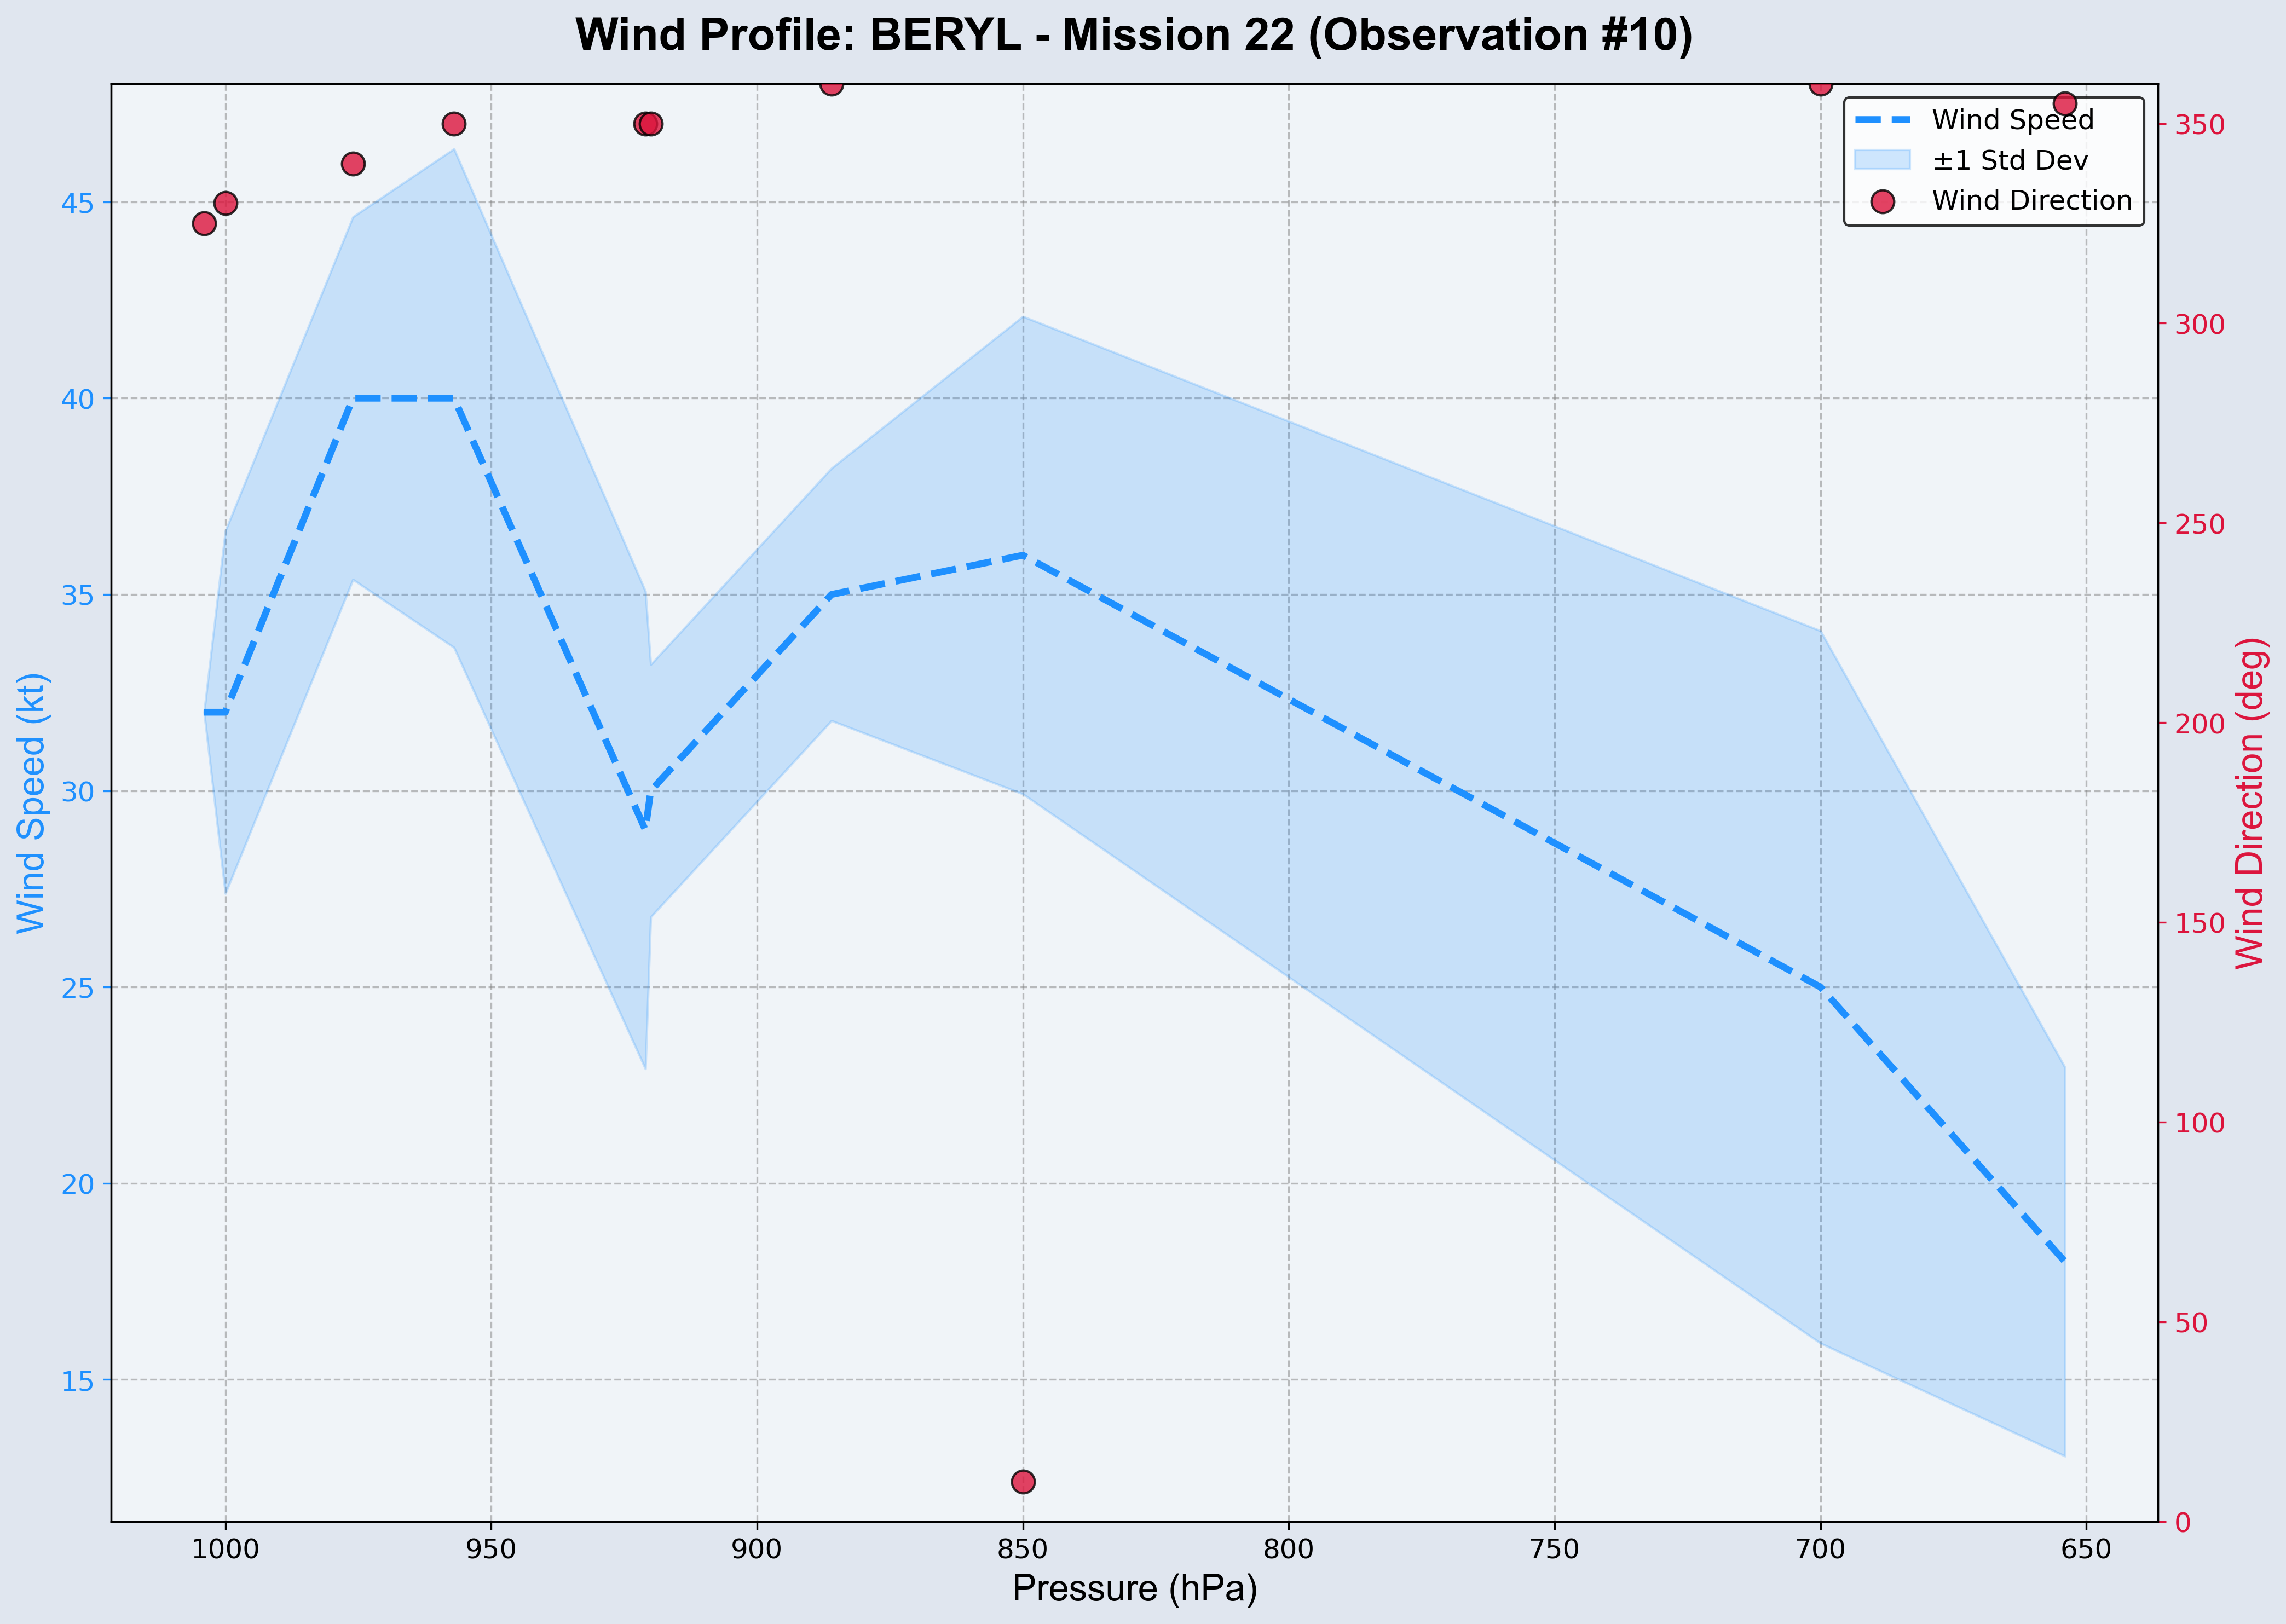 Wind Profile: BERYL - Mission 22 (Observation #10)
Wind Speed
±1 Std Dev
Wind Direction
45
40
35
30
25
20
15
Wind Speed (kt)
350
300
250
200
150
100
50
0
Wind Direction (deg)
1000 950 900 850 800 750 700 650
Pressure (hPa)